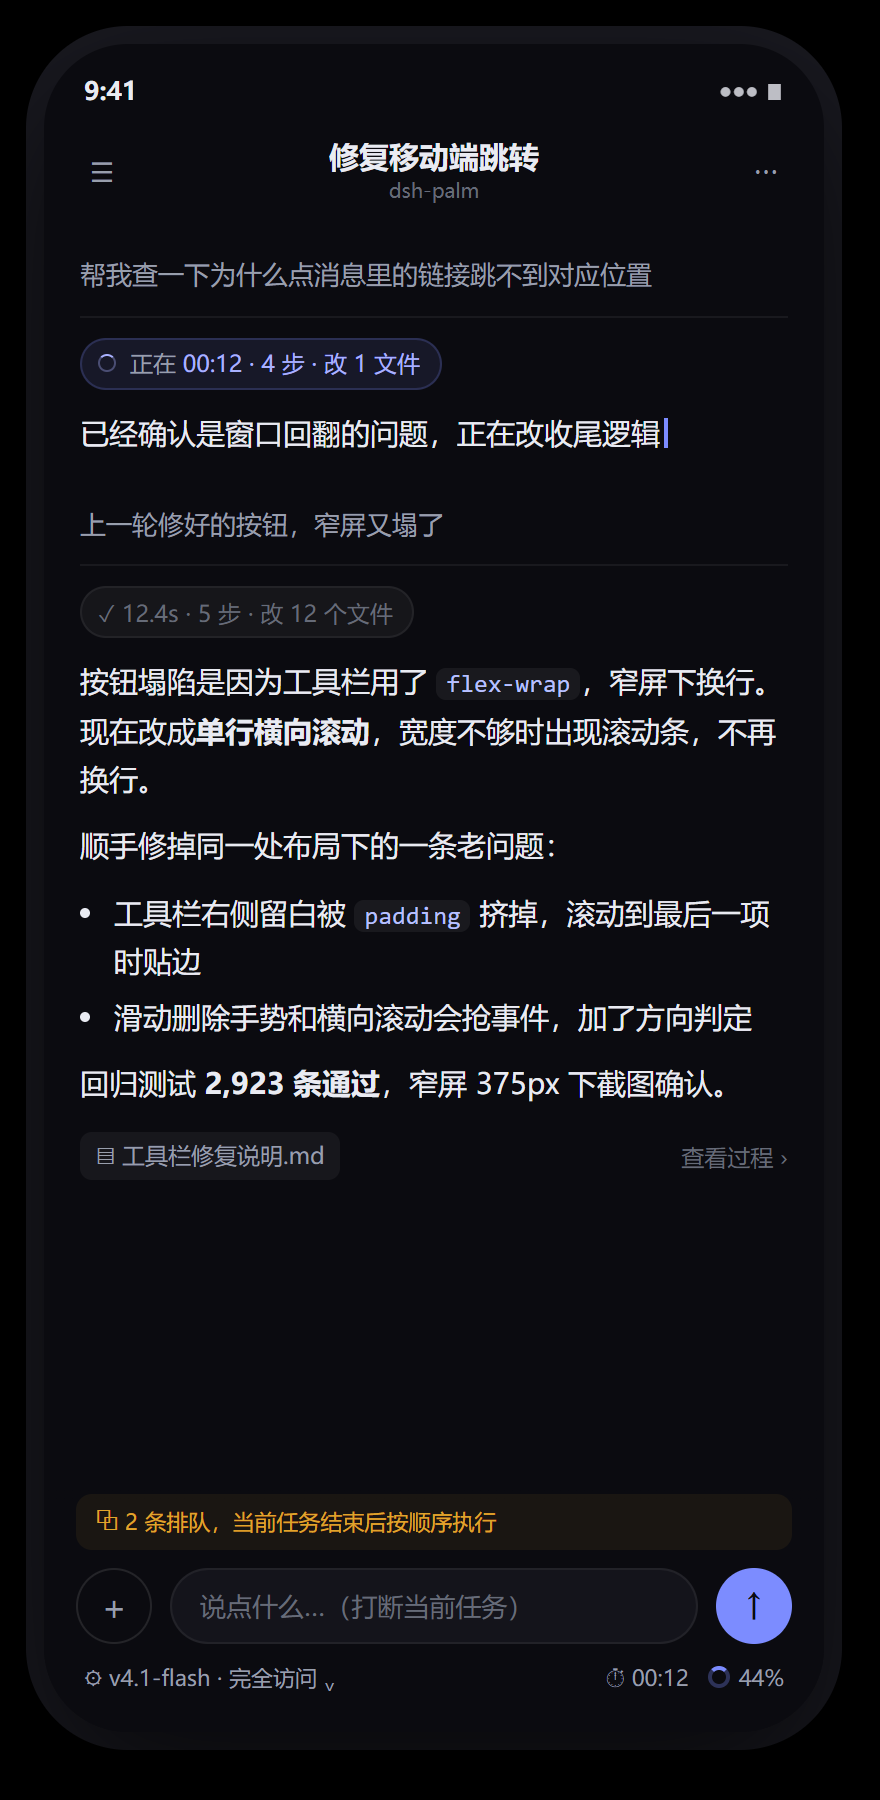 9:41
修复移动端跳转
dsh-palm
帮我查一下为什么点消息里的链接跳不到对应位置
正在 00:12 · 4 步 · 改 1 文件
已经确认是窗口回翻的问题，正在改收尾逻辑
上一轮修好的按钮，窄屏又塌了
✓ 12.4s · 5 步 · 改 12 个文件
按钮塌陷是因为工具栏用了 flex-wrap，窄屏下换行。
现在改成单行横向滚动，宽度不够时出现滚动条，不再
换行。
顺手修掉同一处布局下的一条老问题：
• 工具栏右侧留白被 padding 挤掉，滚动到最后一项
时贴边
• 滑动删除手势和横向滚动会抢事件，加了方向判定
回归测试 2,923 条通过，窄屏 375px 下截图确认。
工具栏修复说明.md
查看过程 ›
2 条排队，当前任务结束后按顺序执行
+
说点什么…（打断当前任务）
↑
v4.1-flash · 完全访问
00:12
44%